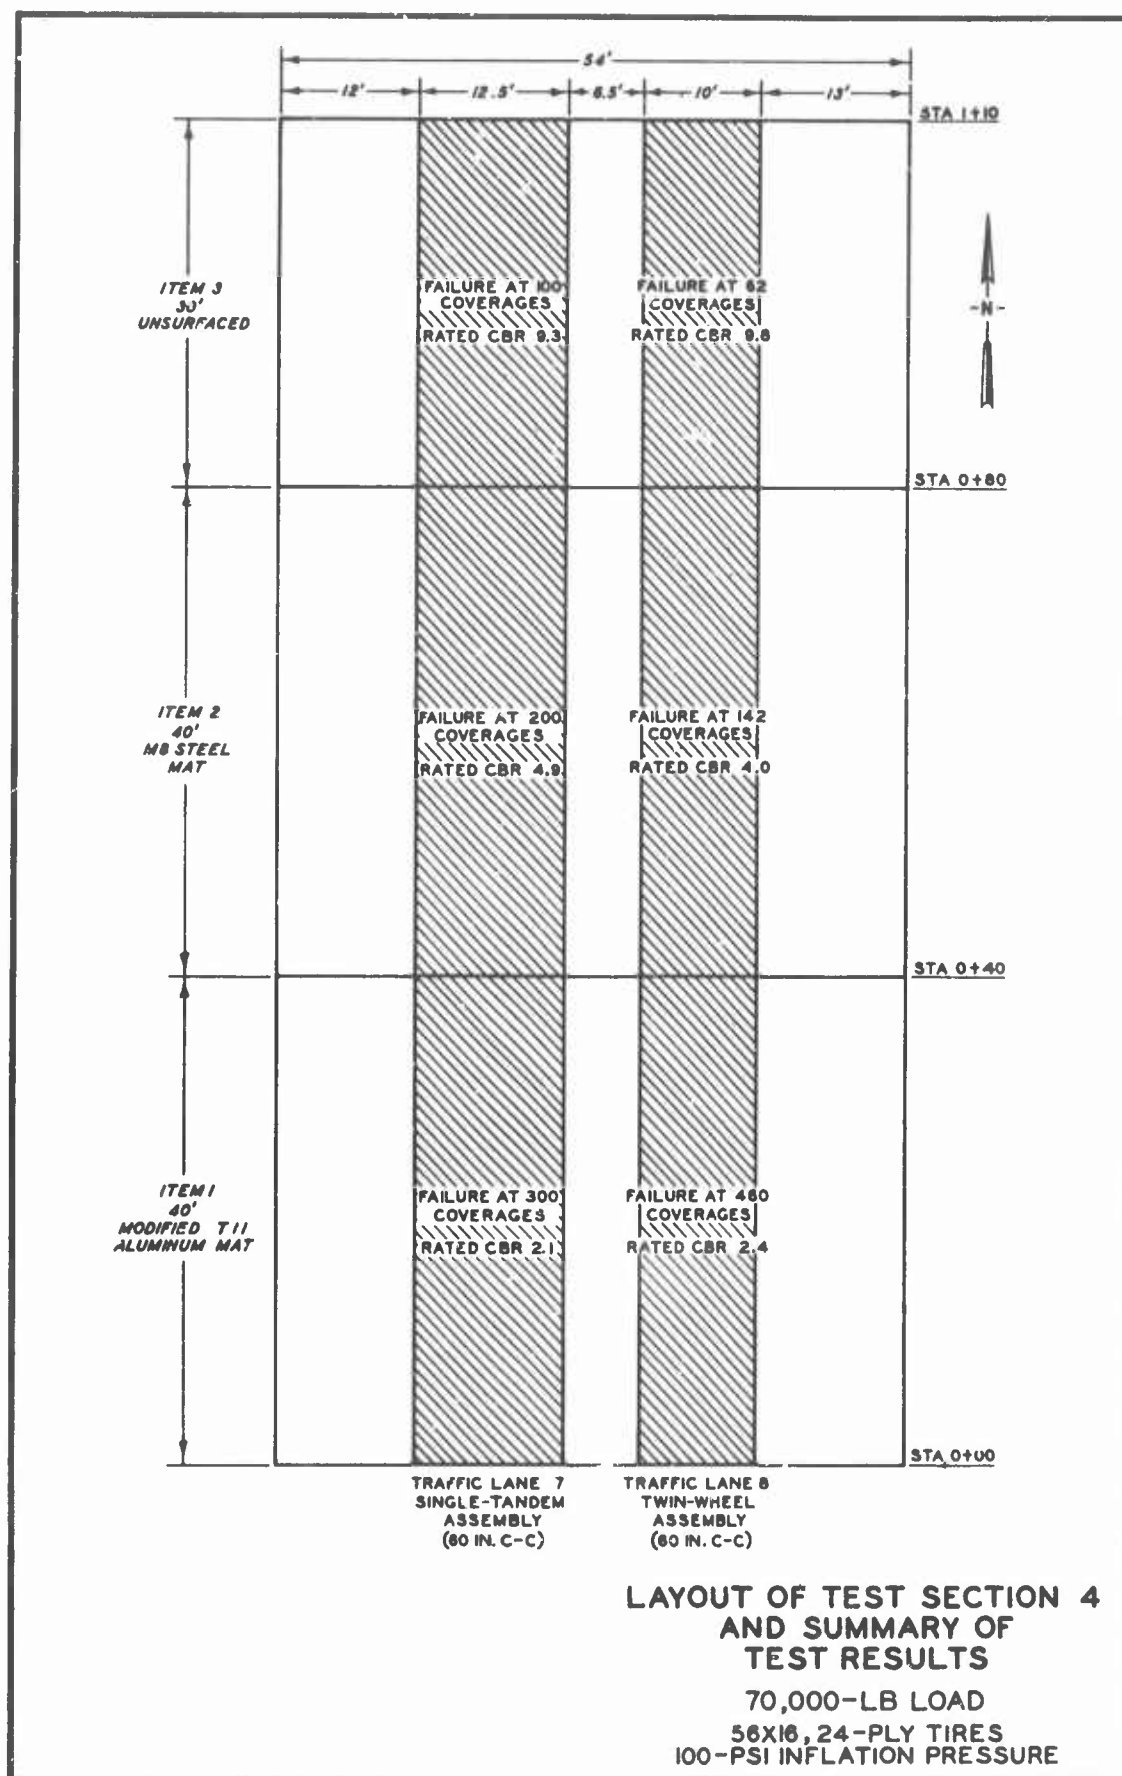 54'
12' 12.5' 6.5' 10' 13'
STA 1+10
ITEM 3
30'
UNSURFACED
FAILURE AT 100
COVERAGES
RATED CBR 9.3
FAILURE AT 62
COVERAGES
RATED CBR 9.8
-N-
STA 0+80
ITEM 2
40'
M8 STEEL
MAT
FAILURE AT 200
COVERAGES
RATED CBR 4.9
FAILURE AT 142
COVERAGES
RATED CBR 4.0
STA 0+40
ITEM 1
40'
MODIFIED T11
ALUMINUM MAT
FAILURE AT 300
COVERAGES
RATED CBR 2.1
FAILURE AT 460
COVERAGES
RATED CBR 2.4
STA 0+00
TRAFFIC LANE 7
SINGLE-TANDEM
ASSEMBLY
(60 IN. C-C)
TRAFFIC LANE 8
TWIN-WHEEL
ASSEMBLY
(60 IN. C-C)
LAYOUT OF TEST SECTION 4
AND SUMMARY OF
TEST RESULTS
70,000-LB LOAD
56X16, 24-PLY TIRES
100-PSI INFLATION PRESSURE